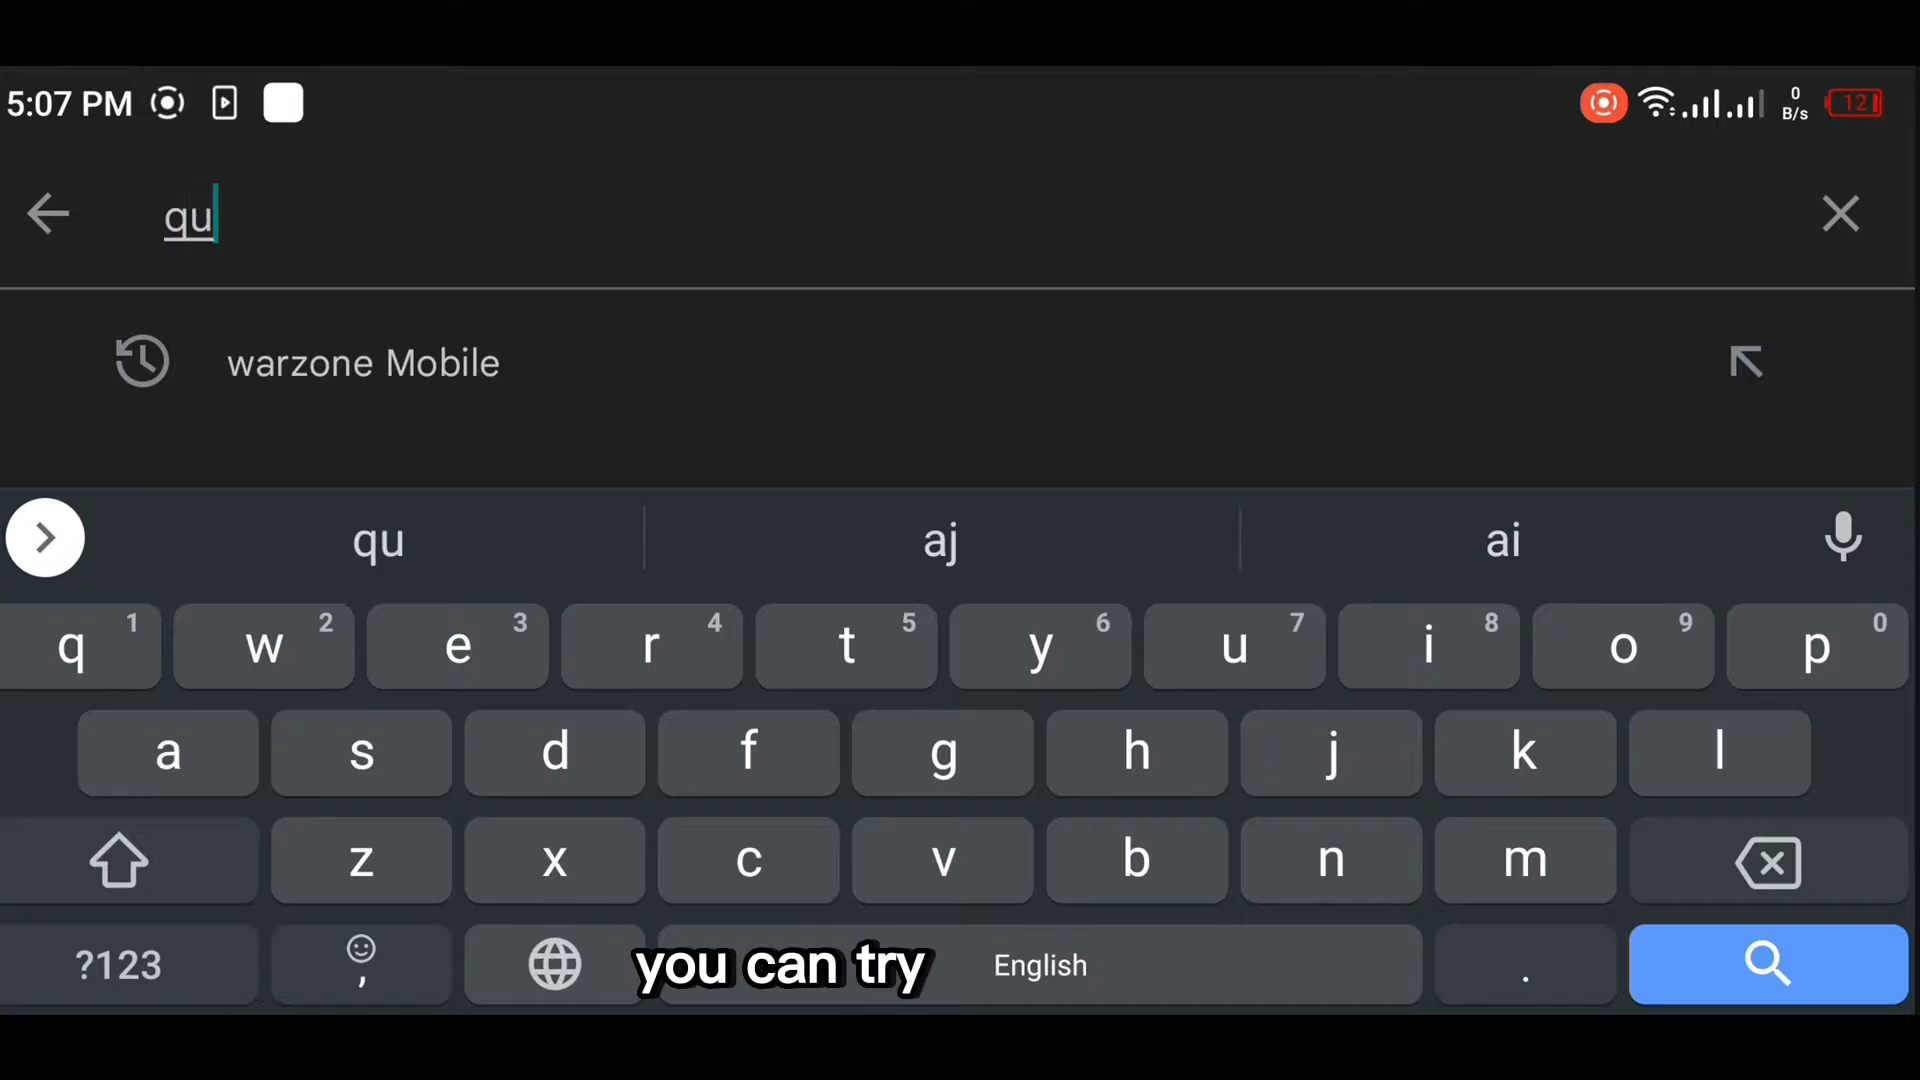 5:07 PM 0 B/s 12
qu
warzone Mobile
qu aj ai
q 1 w 2 e 3 r 4 t 5 y 6 u 7 i 8 o 9 p 0
a s d f g h j k l
z x c v b n m
?123 , you can try English .